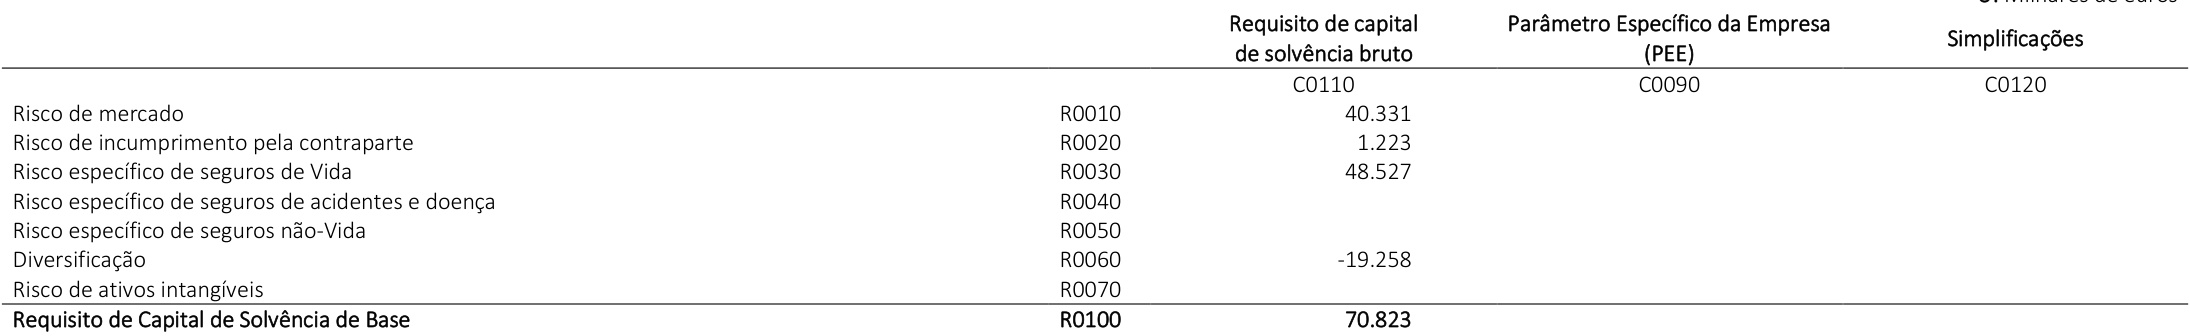 Milhares de euros
Requisito de capital de solvência bruto Parâmetro Específico da Empresa (PEE) Simplificações
C0110 C0090 C0120
Risco de mercado R0010 40.331
Risco de incumprimento pela contraparte R0020 1.223
Risco específico de seguros de Vida R0030 48.527
Risco específico de seguros de acidentes e doença R0040
Risco específico de seguros não-Vida R0050
Diversificação R0060 -19.258
Risco de ativos intangíveis R0070
Requisito de Capital de Solvência de Base R0100 70.823